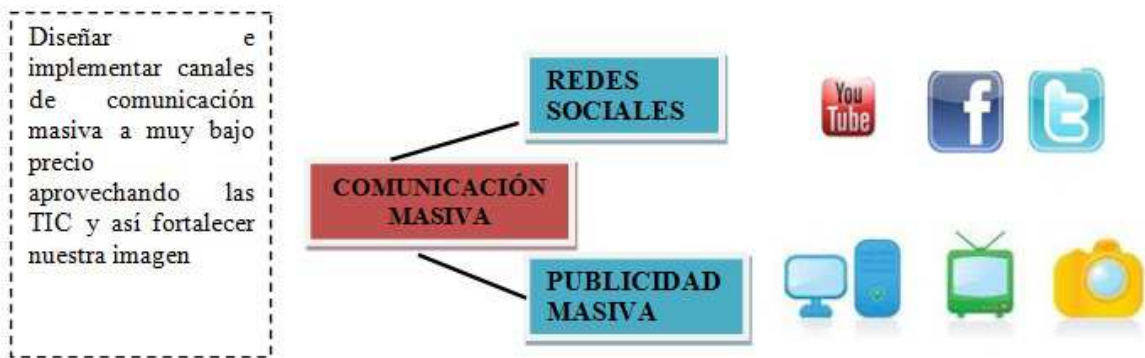 Diseñar e
implementar canales
de comunicación
masiva a muy bajo
precio
aprovechando las
TIC y así fortalecer
nuestra imagen
REDES
SOCIALES
You
Tube
f
t
COMUNICACIÓN
MASIVA
PUBLICIDAD
MASIVA